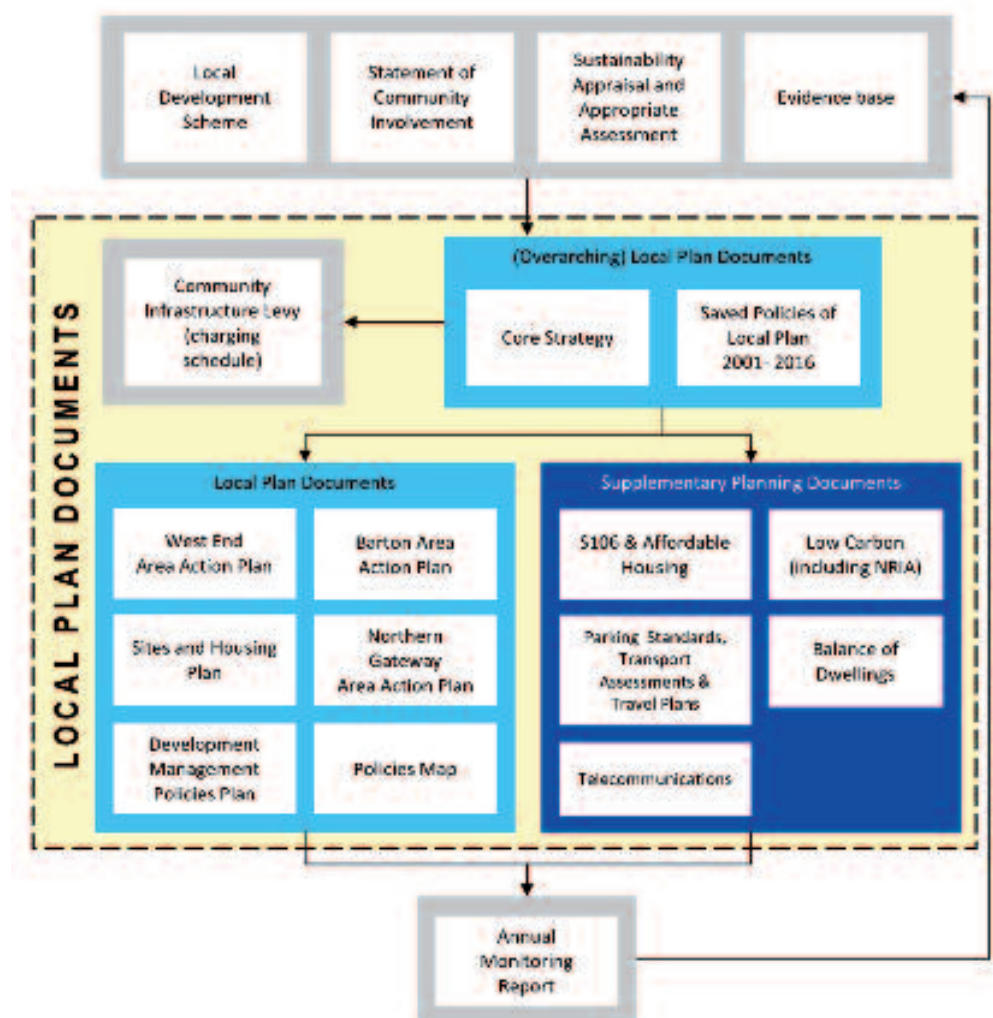 Local
Development
Scheme
Statement of
Community
Involvement
Sustainability
Appraisal and
Appropriate
Assessment
Evidence base
LOCAL PLAN DOCUMENTS
Community
Infrastructure Levy
(charging
schedule)
(Overarching) Local Plan Documents
Core Strategy
Saved Policies of
Local Plan
2001- 2016
Local Plan Documents
West End
Area Action Plan
Barton Area
Action Plan
Sites and Housing
Plan
Northern
Gateway
Area Action Plan
Development
Management
Policies Plan
Policies Map
Supplementary Planning Documents
S106 & Affordable
Housing
Low Carbon
(including NRIA)
Parking Standards,
Transport
Assessments &
Travel Plans
Balance of
Dwellings
Telecommunications
Annual
Monitoring
Report